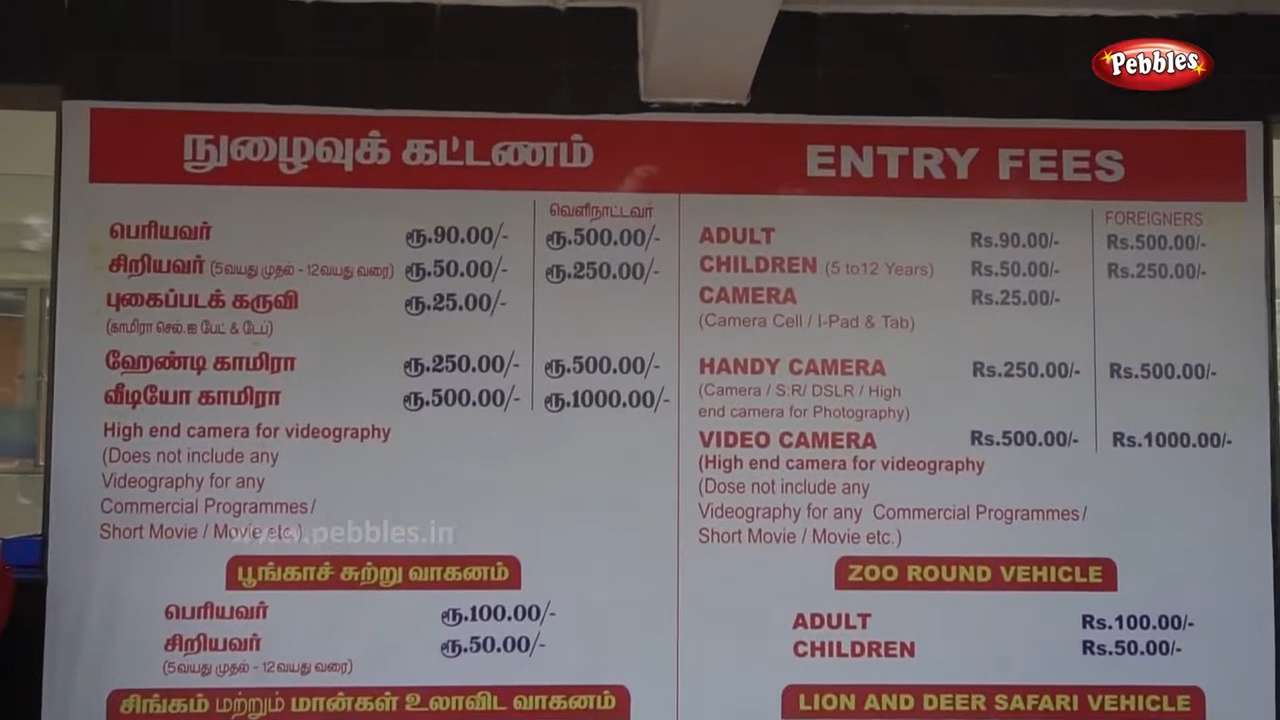 Pebbles
நுழைவுக் கட்டணம்
வெளிநாட்டவர்
பெரியவர் ரூ.90.00/- ரூ.500.00/-
சிறியவர் (5வயது முதல் - 12வயது வரை) ரூ.50.00/- ரூ.250.00/-
புகைப்படக் கருவி ரூ.25.00/-
(காமிரா செல்.ஐ பேட் & டேப்)
ஹேண்டி காமிரா ரூ.250.00/- ரூ.500.00/-
வீடியோ காமிரா ரூ.500.00/- ரூ.1000.00/-
High end camera for videography
(Does not include any
Videography for any
Commercial Programmes/
Short Movie / Movie etc.)
www.pebbles.in
பூங்காச் சுற்று வாகனம்
பெரியவர் ரூ.100.00/-
சிறியவர் ரூ.50.00/-
(5வயது முதல் - 12வயது வரை)
சிங்கம் மற்றும் மான்கள் உலாவிட வாகனம்
ENTRY FEES
FOREIGNERS
ADULT Rs.90.00/- Rs.500.00/-
CHILDREN (5 to12 Years) Rs.50.00/- Rs.250.00/-
CAMERA Rs.25.00/-
(Camera Cell / I-Pad & Tab)
HANDY CAMERA Rs.250.00/- Rs.500.00/-
(Camera / S:R/ DSLR / High
end camera for Photography)
VIDEO CAMERA Rs.500.00/- Rs.1000.00/-
(High end camera for videography
(Dose not include any
Videography for any Commercial Programmes/
Short Movie / Movie etc.)
ZOO ROUND VEHICLE
ADULT Rs.100.00/-
CHILDREN Rs.50.00/-
LION AND DEER SAFARI VEHICLE